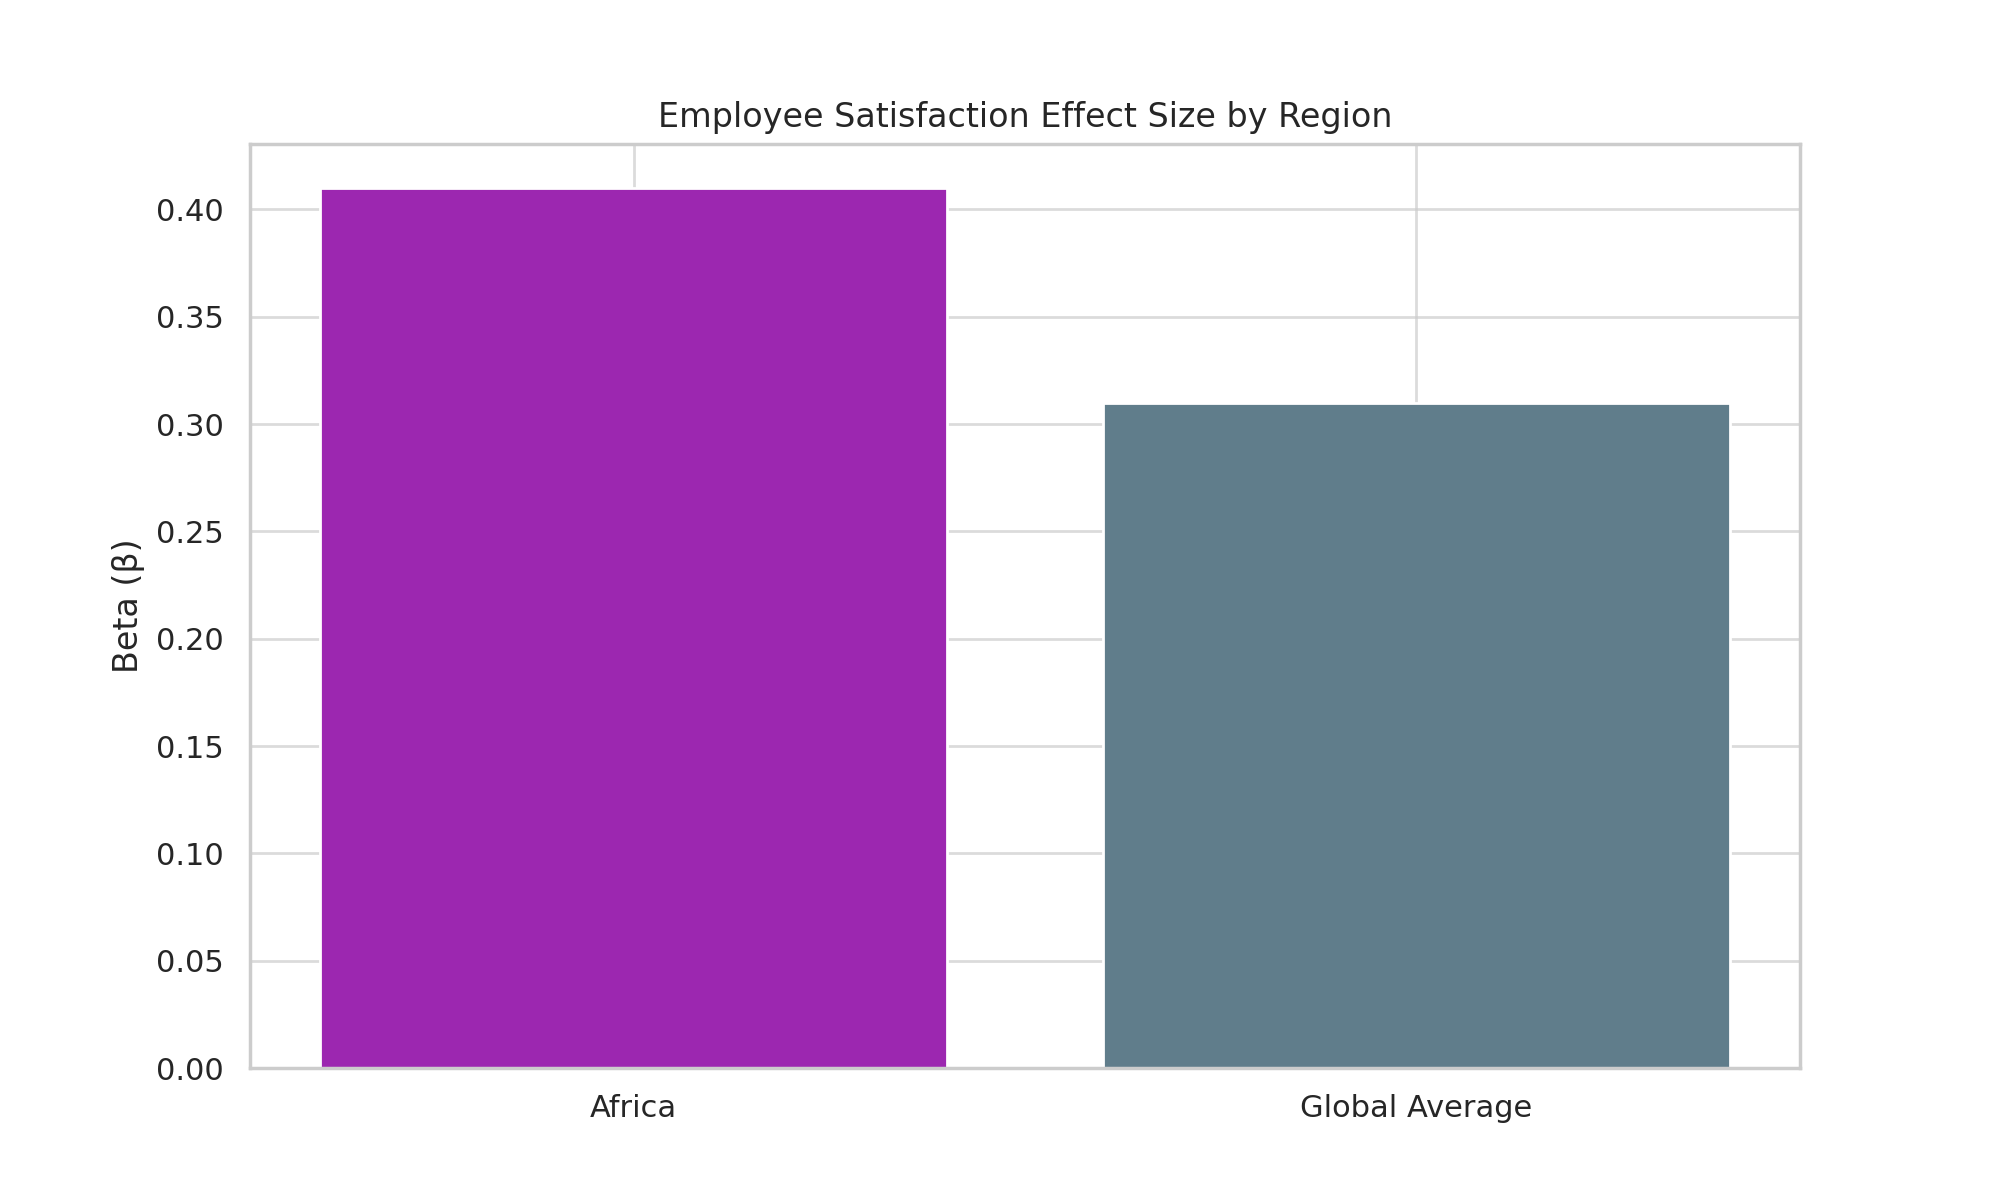 Employee Satisfaction Effect Size by Region
Beta (β)
0.40
0.35
0.30
0.25
0.20
0.15
0.10
0.05
0.00
Africa
Global Average